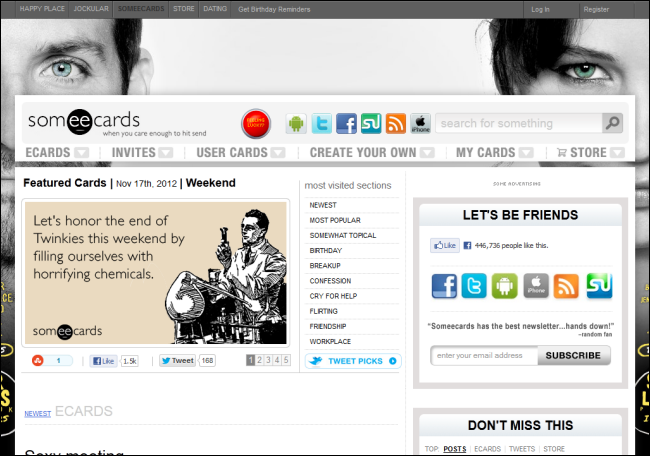 HAPPY PLACE JOCKULAR SOMEECARDS STORE DATING Get Birthday Reminders Log In Register
someecards
when you care enough to hit send
iPhone
search for something
ECARDS INVITES USER CARDS CREATE YOUR OWN MY CARDS STORE
Featured Cards | Nov 17th, 2012 | Weekend
Let's honor the end of
Twinkies this weekend by
filling ourselves with
horrifying chemicals.
someecards
1 Like 1.5k Tweet 168 1 2 3 4 5
NEWEST ECARDS
Sexy meeting
most visited sections
NEWEST
MOST POPULAR
SOMEWHAT TOPICAL
BIRTHDAY
BREAKUP
CONFESSION
CRY FOR HELP
FLIRTING
FRIENDSHIP
WORKPLACE
TWEET PICKS
SOME ADVERTISING
LET'S BE FRIENDS
Like 446,736 people like this.
iPhone
"Someecards has the best newsletter...hands down!"
~random fan
enter your email address SUBSCRIBE
DON'T MISS THIS
TOP: POSTS | ECARDS | TWEETS | STORE